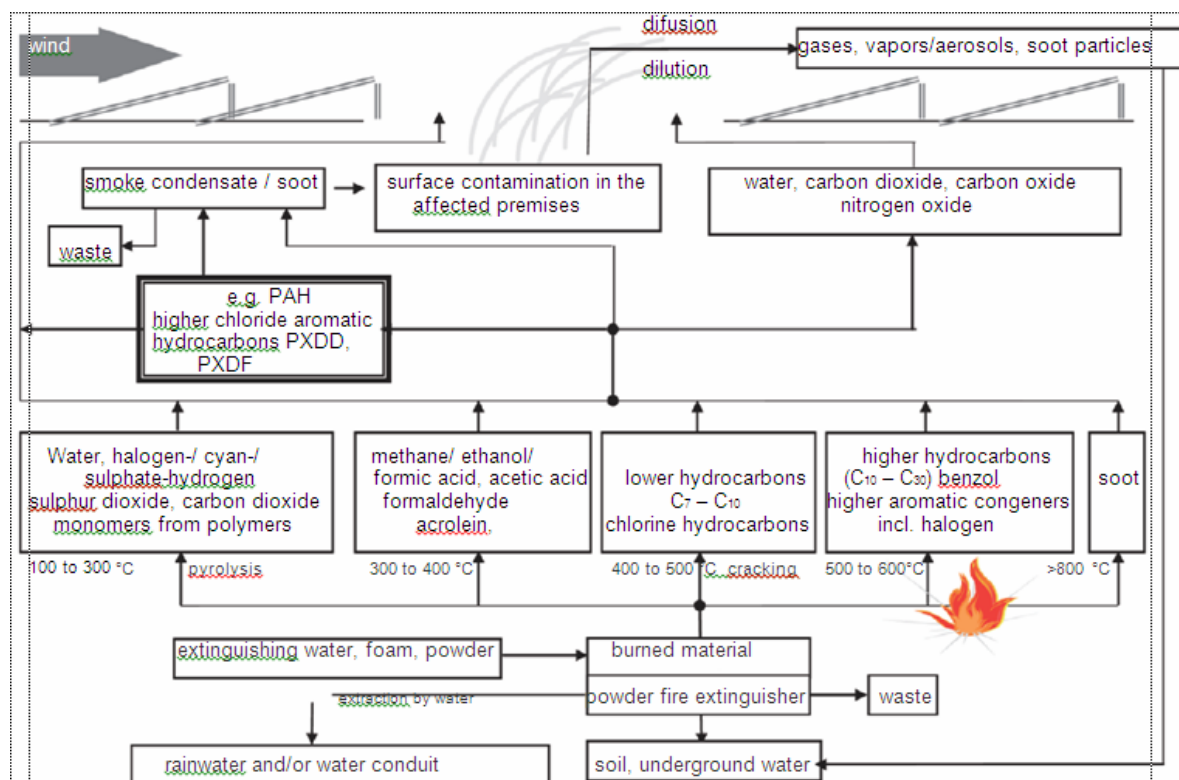 wind
difusion
dilution
gases, vapors/aerosols, soot particles
smoke condensate / soot
surface contamination in the
affected premises
water, carbon dioxide, carbon oxide
nitrogen oxide
waste
e.g. PAH
higher chloride aromatic
hydrocarbons PXDD,
PXDF
Water, halogen-/ cyan-/
sulphate-hydrogen
sulphur dioxide, carbon dioxide
monomers from polymers
methane/ ethanol/
formic acid, acetic acid
formaldehyde
acrolein,
lower hydrocarbons
C₇ – C₁₀
chlorine hydrocarbons
higher hydrocarbons
(C₁₀ – C₃₀) benzol
higher aromatic congeners
incl. halogen
soot
100 to 300 °C pyrolysis
300 to 400 °C
400 to 500 °C cracking
500 to 600°C
>800 °C
extinguishing water, foam, powder
burned material
extraction by water
powder fire extinguisher
waste
rainwater and/or water conduit
soil, underground water